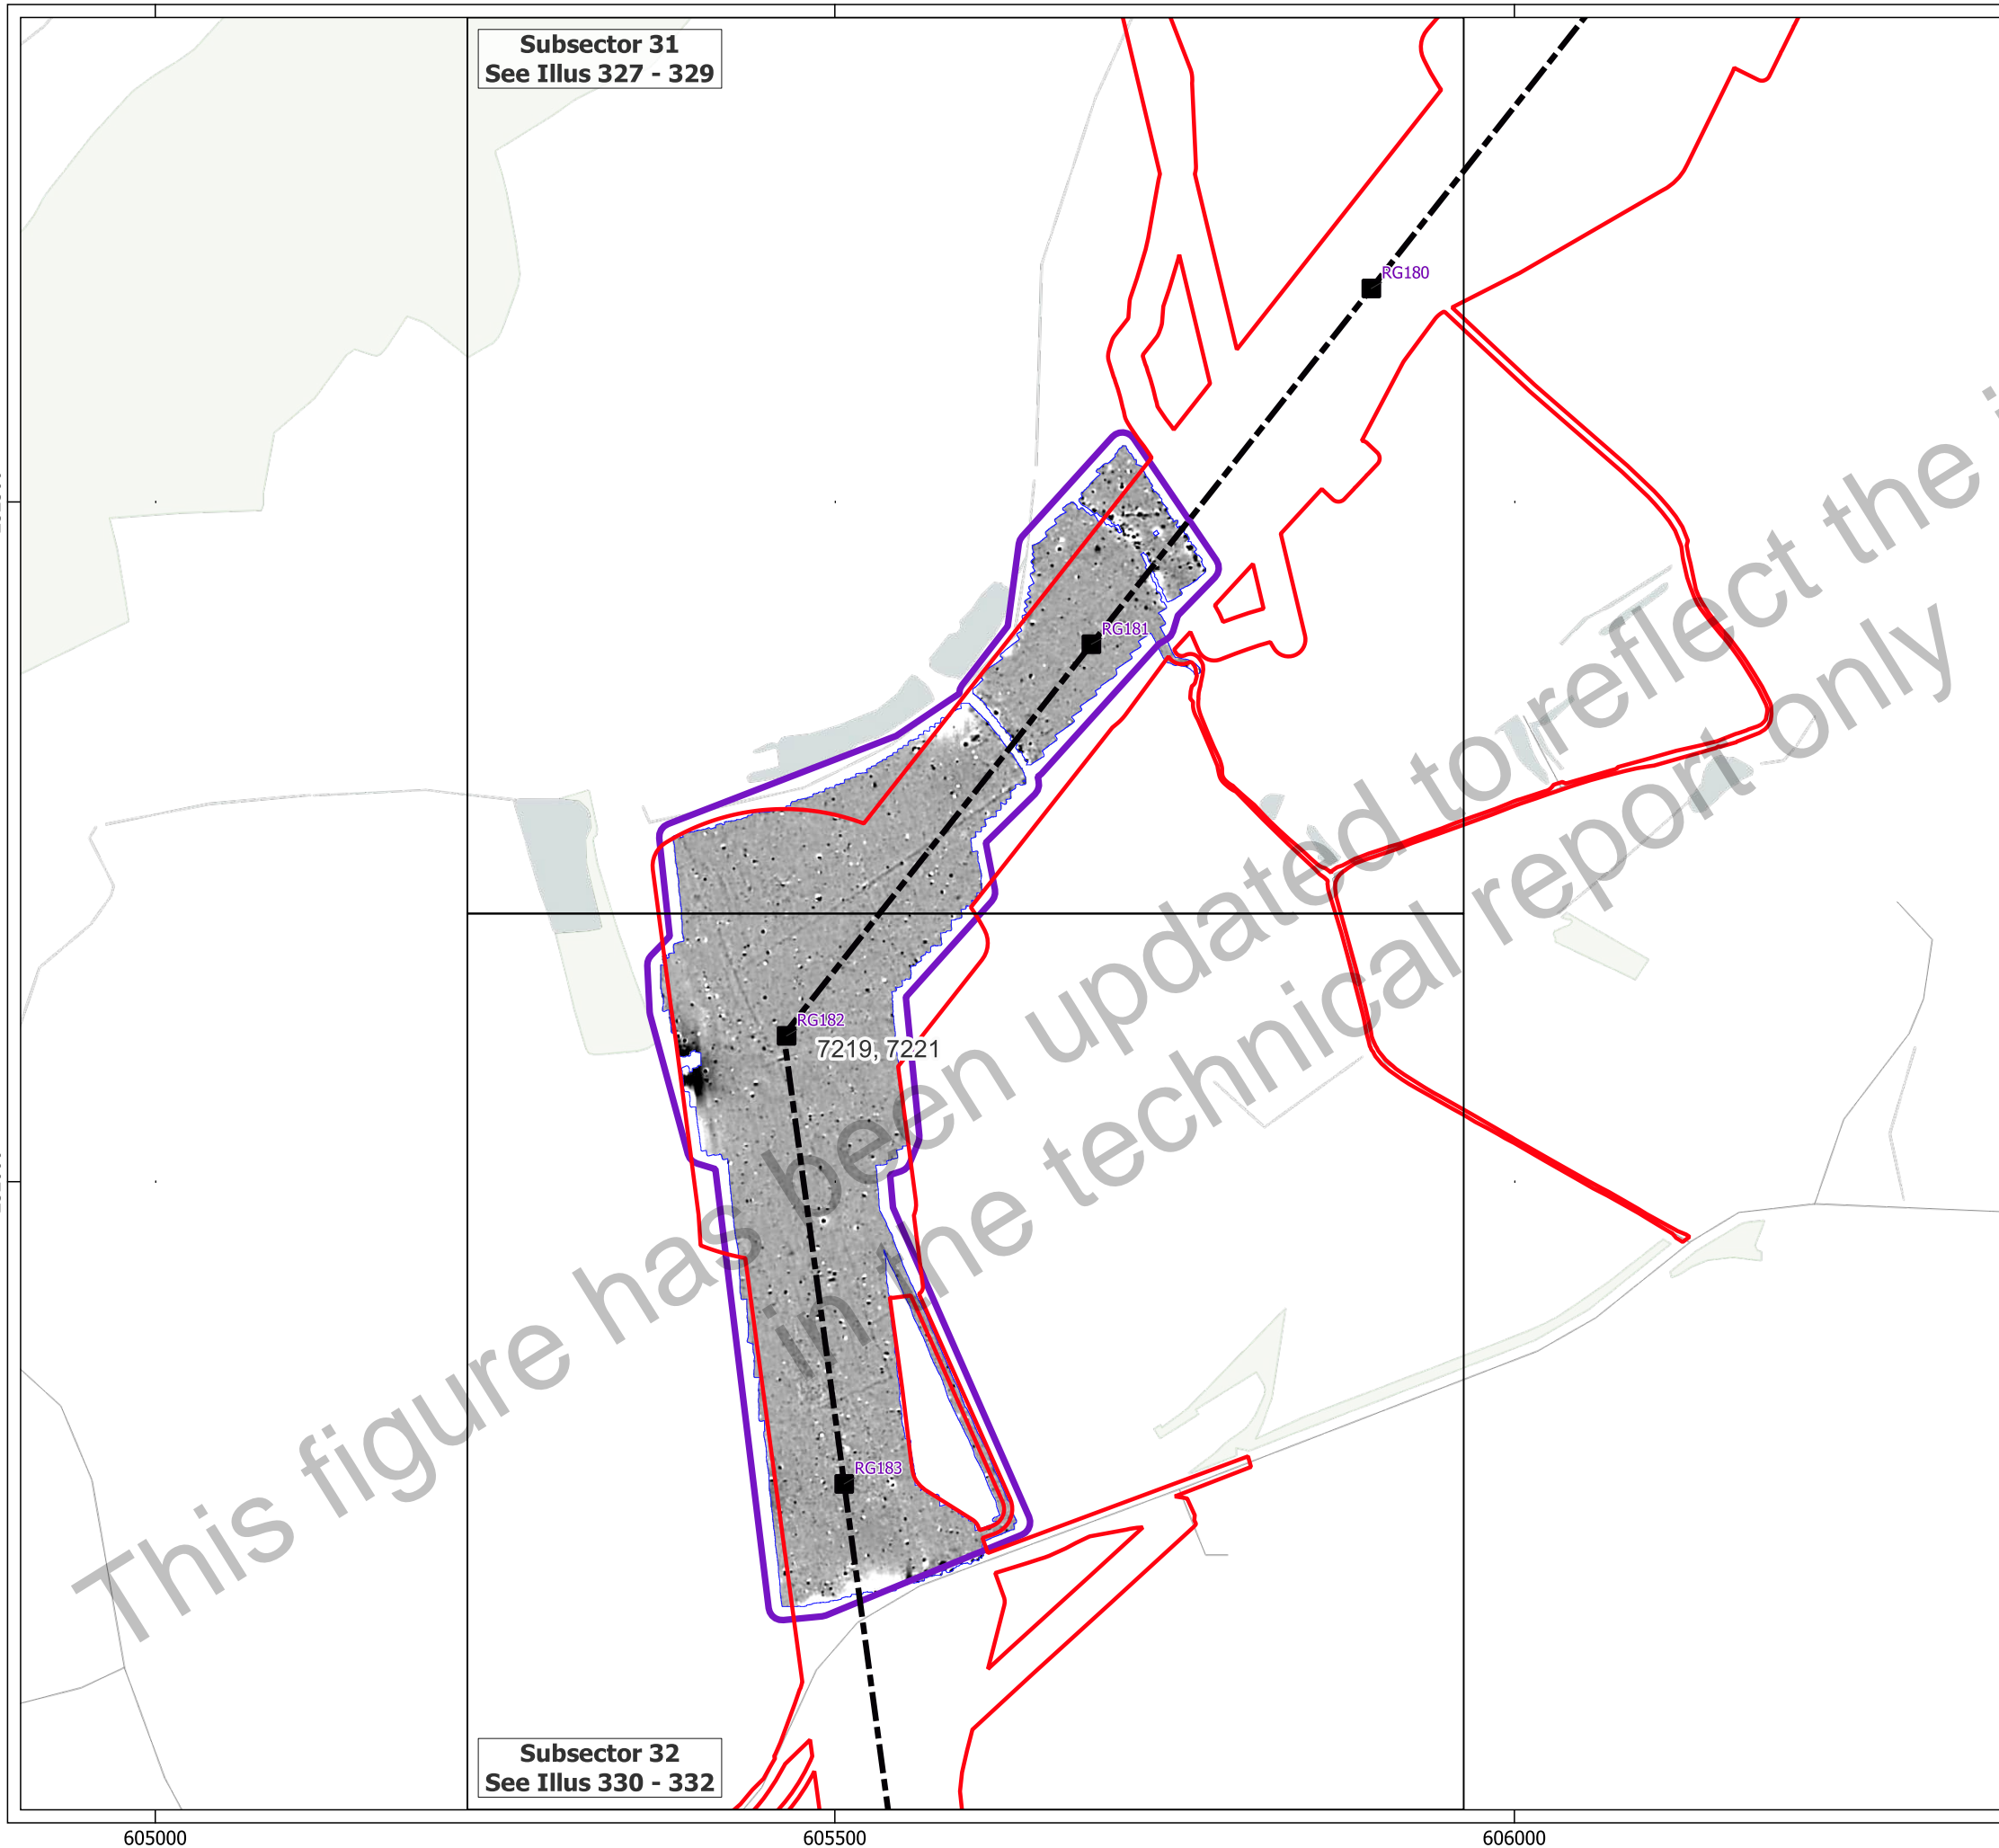 Subsector 31
See Illus 327 - 329
RG180
RG181
RG182
7219, 7221
RG183
This figure has been updated to reflect the
in the technical report only
Subsector 32
See Illus 330 - 332
605000
605500
606000